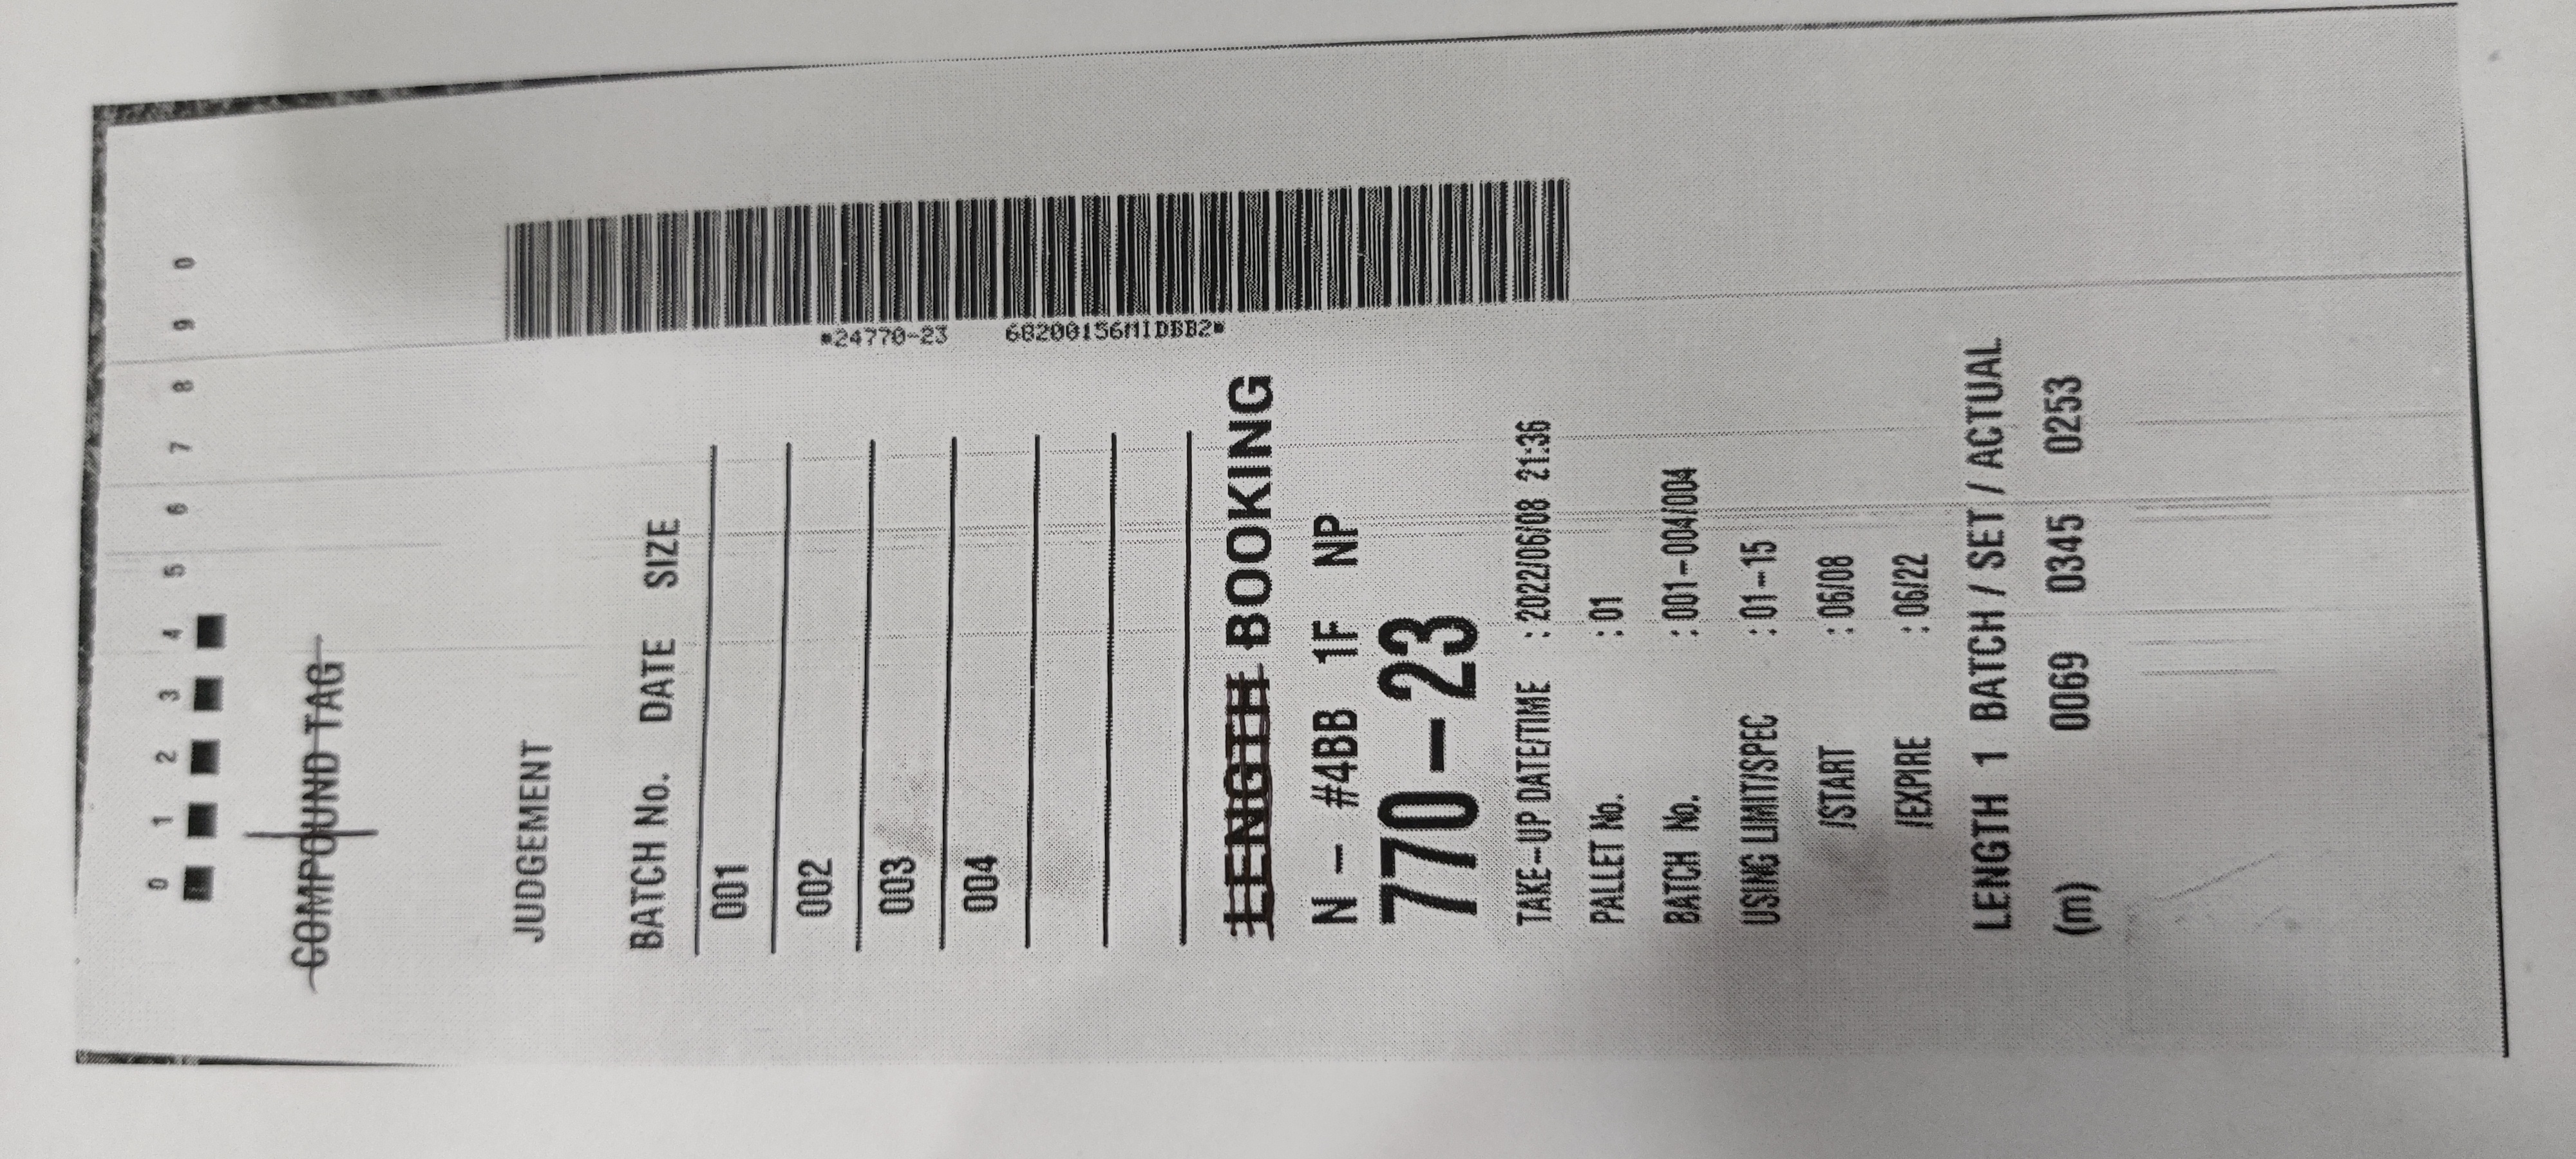 0 1 2 3 4 5 6 7 8 9 0
COMPOUND TAG
JUDGEMENT
BATCH No. DATE SIZE
001
002
003
004
LENGTH BOOKING
N - #4BB 1F NP
770-23
TAKE-UP DATE/TIME : 2022/06/08 21:36
PALLET No. : 01
BATCH No. : 001-004/004
USING LIMIT/SPEC : 01-15
/START : 06/08
/EXPIRE : 06/22
LENGTH 1 BATCH / SET / ACTUAL
(m) 0069 0345 0253
*24770-23